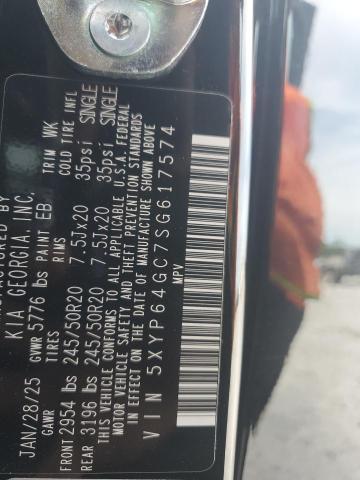 MANUFACTURED BY
KIA GEORGIA, INC.
JAN/28/25 GVWR 5776 lbs PAINT EB TRIM WK
GAWR TIRES RIMS COLD TIRE INFL
FRONT 2954 lbs 245/50R20 7.5Jx20 35psi SINGLE
REAR 3196 lbs 245/50R20 7.5Jx20 35psi SINGLE
THIS VEHICLE CONFORMS TO ALL APPLICABLE U.S.A. FEDERAL
MOTOR VEHICLE SAFETY AND THEFT PREVENTION STANDARDS
IN EFFECT ON THE DATE OF MANUFACTURE SHOWN ABOVE.
VIN 5XYP64GC7SG617574
MPV